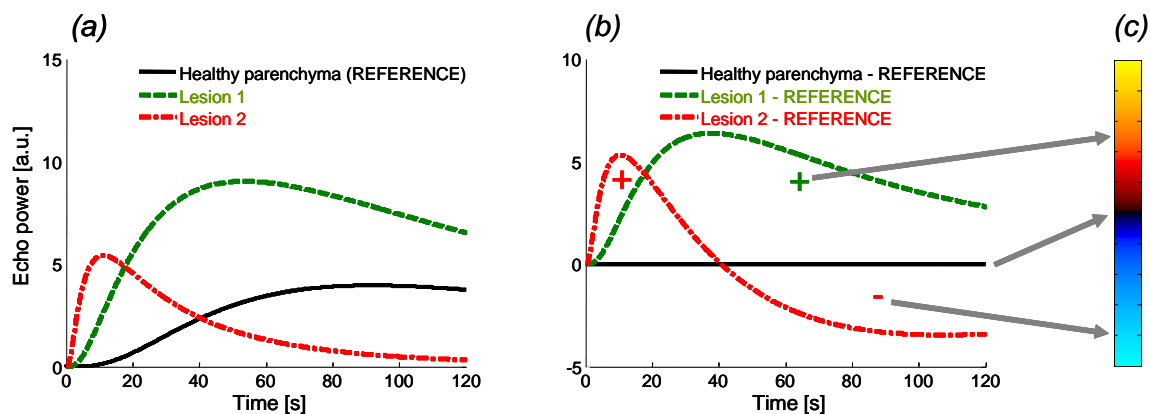 (a)
15
Healthy parenchyma (REFERENCE)
Lesion 1
Lesion 2
10
5
0
Echo power [a.u.]
0 20 40 60 80 100 120
Time [s]
(b)
10
Healthy parenchyma - REFERENCE
Lesion 1 - REFERENCE
Lesion 2 - REFERENCE
5
+ +
0
-
-5
0 20 40 60 80 100 120
Time [s]
(c)